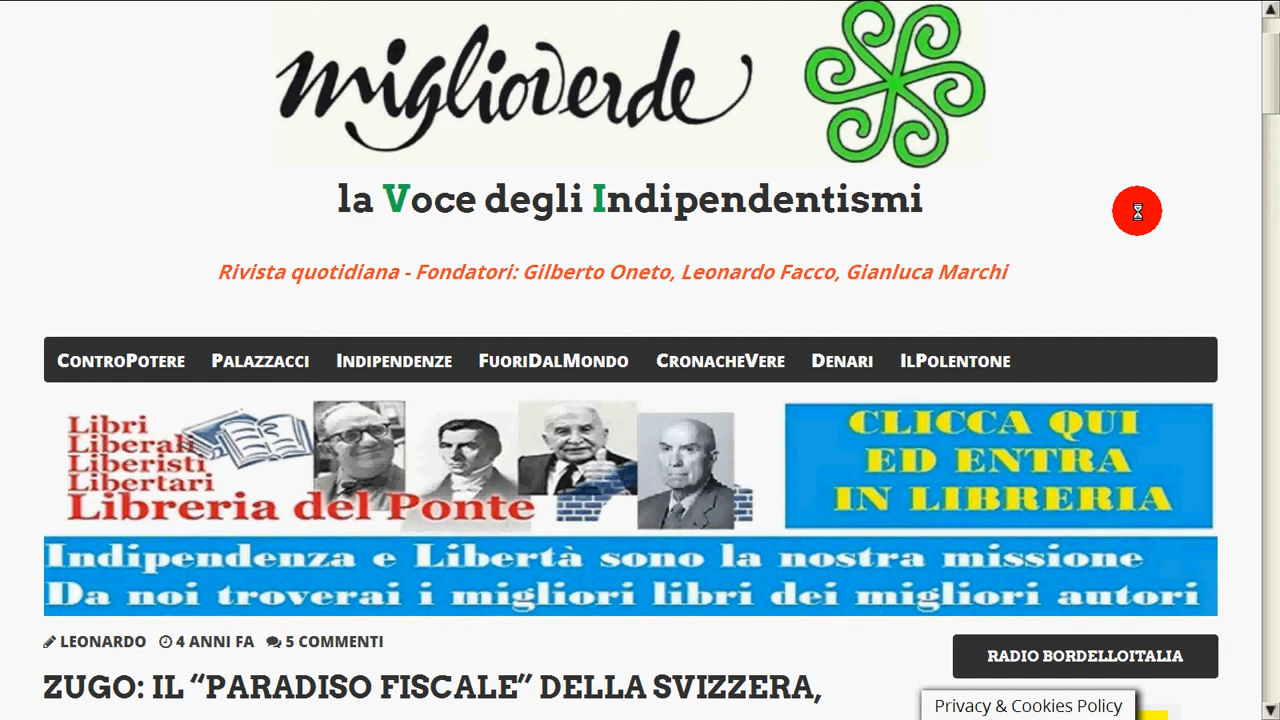 miglioverde
la Voce degli Indipendentismi
Rivista quotidiana - Fondatori: Gilberto Oneto, Leonardo Facco, Gianluca Marchi
ControPotere Palazzacci Indipendenze FuoriDalMondo CronacheVere Denari IlPolentone
Libri
Liberali
Liberisti
Libertari
Libreria del Ponte
CLICCA QUI
ED ENTRA
IN LIBRERIA
Indipendenza e Libertà sono la nostra missione
Da noi troverai i migliori libri dei migliori autori
LEONARDO 4 ANNI FA 5 COMMENTI
RADIO BORDELLOITALIA
ZUGO: IL “PARADISO FISCALE” DELLA SVIZZERA,
Privacy & Cookies Policy